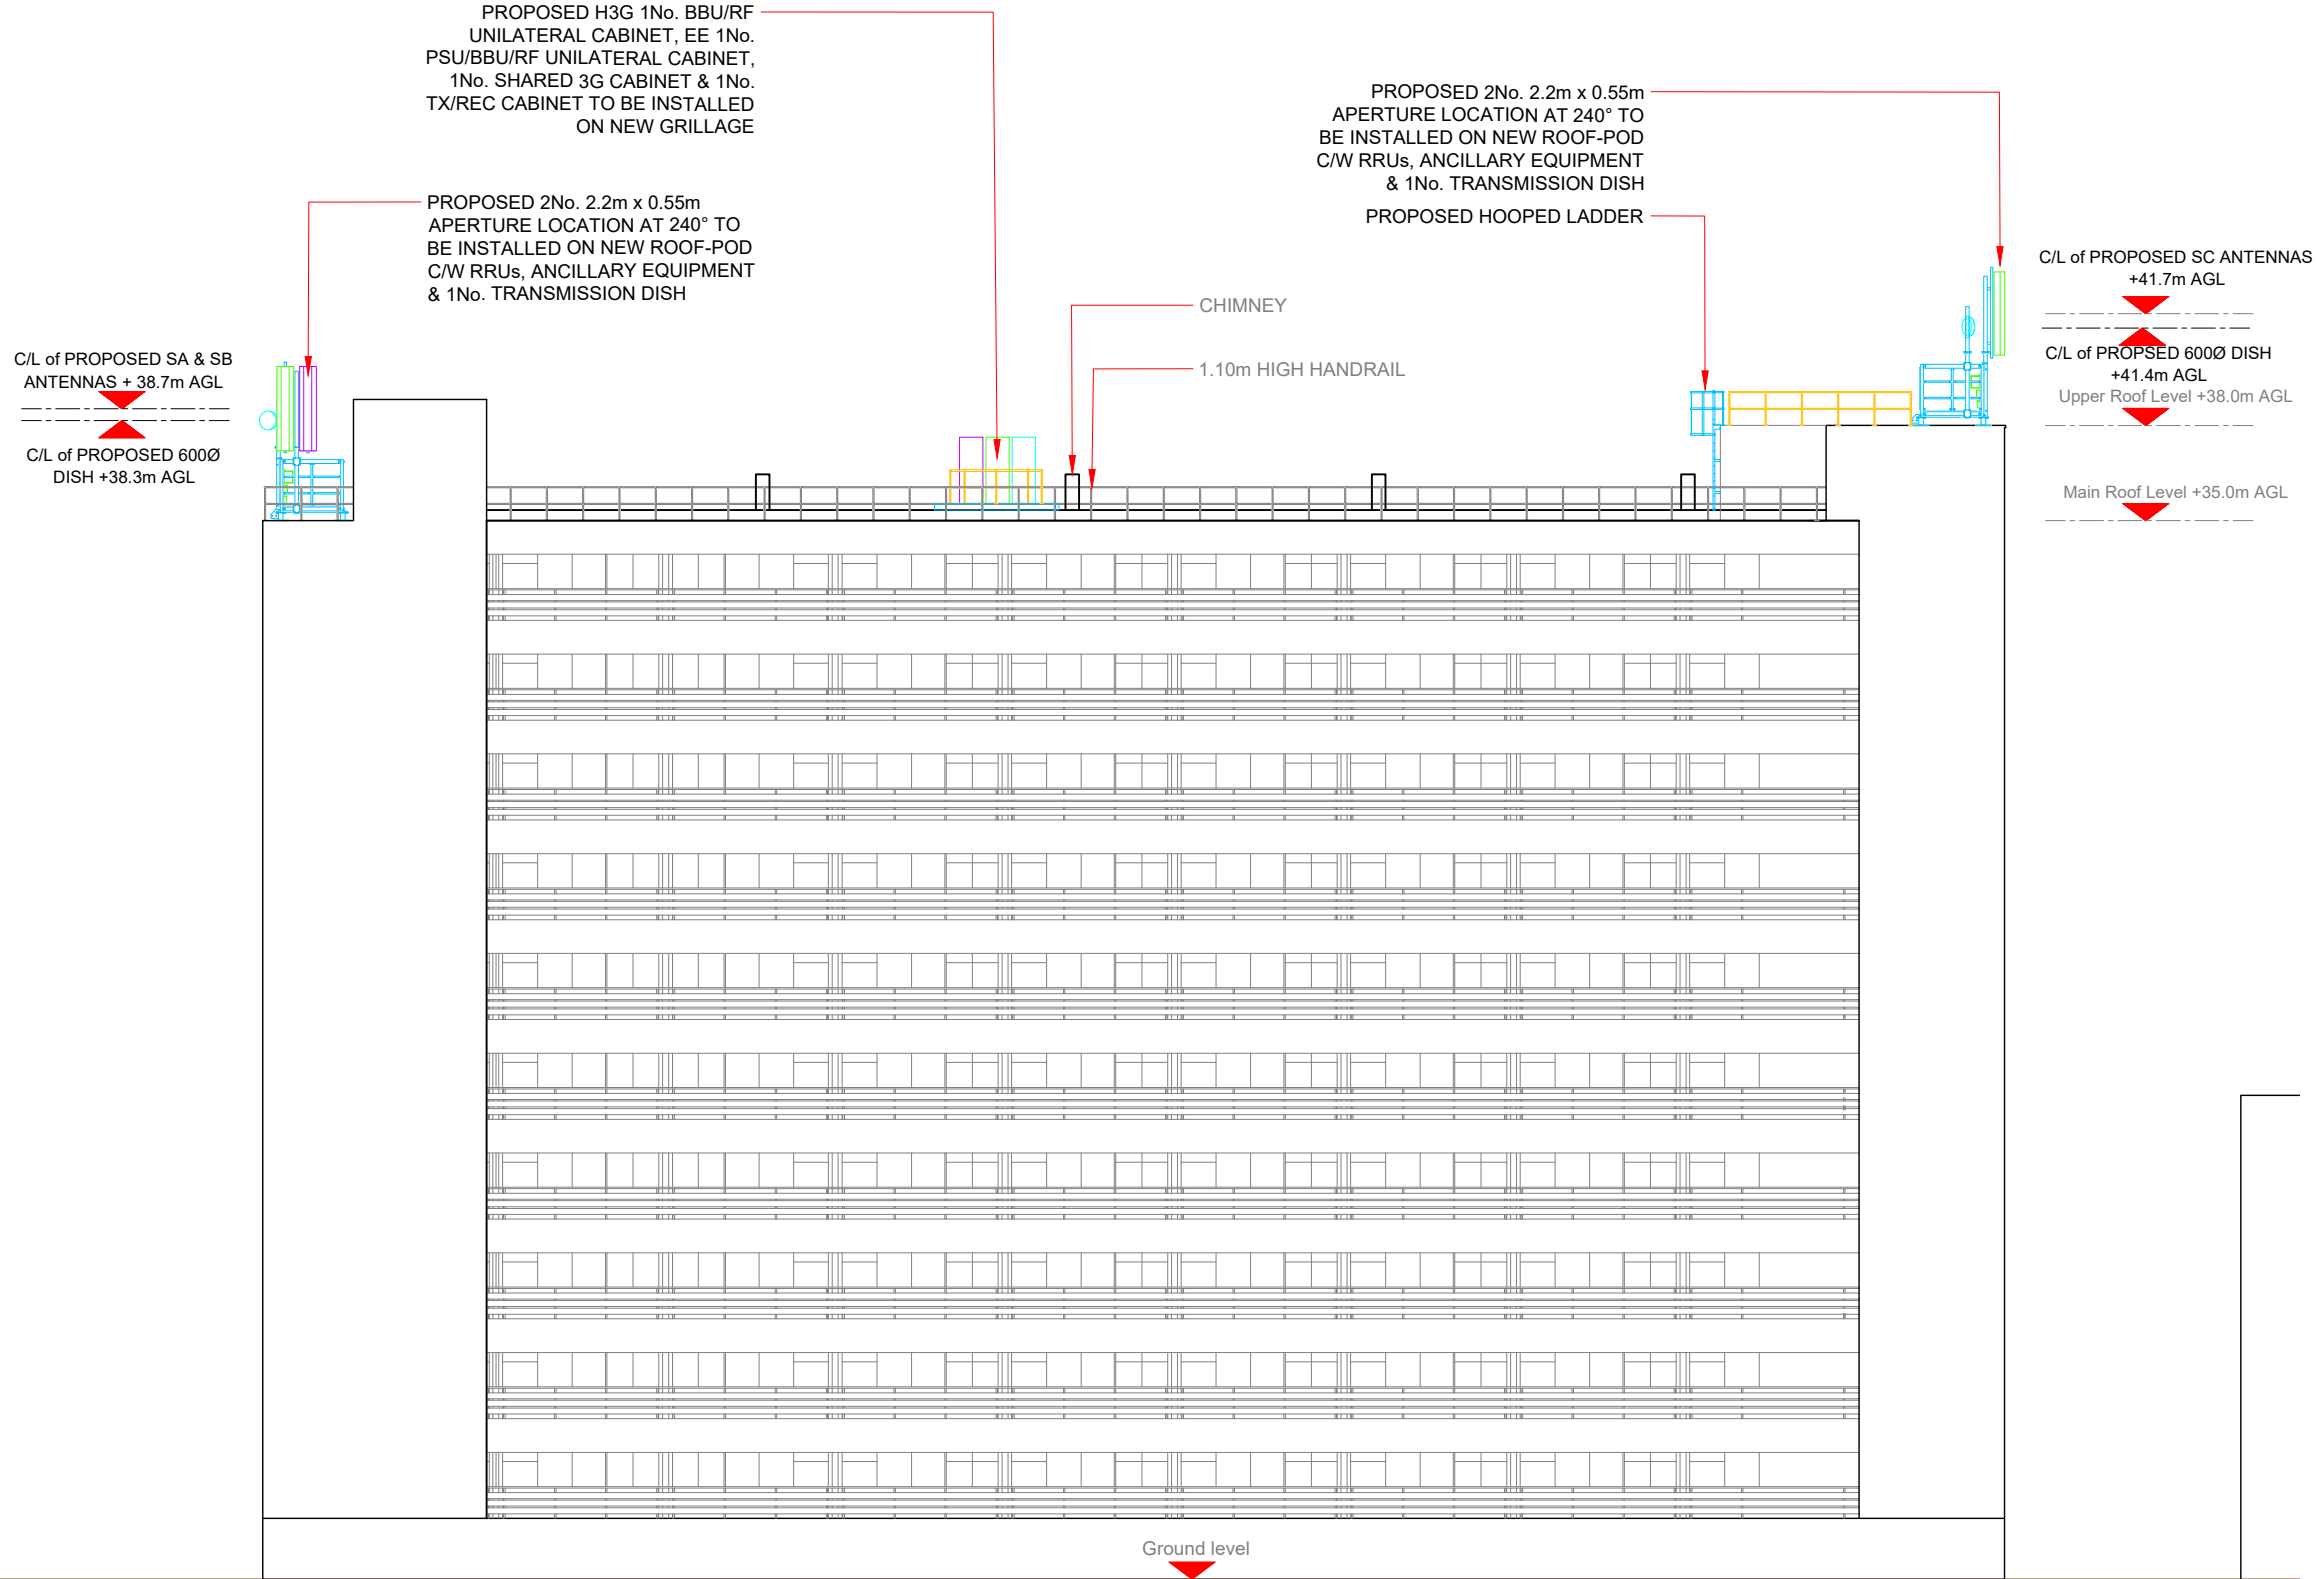 PROPOSED H3G 1No. BBU/RF
UNILATERAL CABINET, EE 1No.
PSU/BBU/RF UNILATERAL CABINET,
1No. SHARED 3G CABINET & 1No.
TX/REC CABINET TO BE INSTALLED
ON NEW GRILLAGE
PROPOSED 2No. 2.2m x 0.55m
APERTURE LOCATION AT 240° TO
BE INSTALLED ON NEW ROOF-POD
C/W RRUs, ANCILLARY EQUIPMENT
& 1No. TRANSMISSION DISH
PROPOSED HOOPED LADDER
PROPOSED 2No. 2.2m x 0.55m
APERTURE LOCATION AT 240° TO
BE INSTALLED ON NEW ROOF-POD
C/W RRUs, ANCILLARY EQUIPMENT
& 1No. TRANSMISSION DISH
CHIMNEY
1.10m HIGH HANDRAIL
C/L of PROPOSED SA & SB
ANTENNAS + 38.7m AGL
C/L of PROPOSED 600Ø
DISH +38.3m AGL
C/L of PROPOSED SC ANTENNAS
+41.7m AGL
C/L of PROPSED 600Ø DISH
+41.4m AGL
Upper Roof Level +38.0m AGL
Main Roof Level +35.0m AGL
Ground level